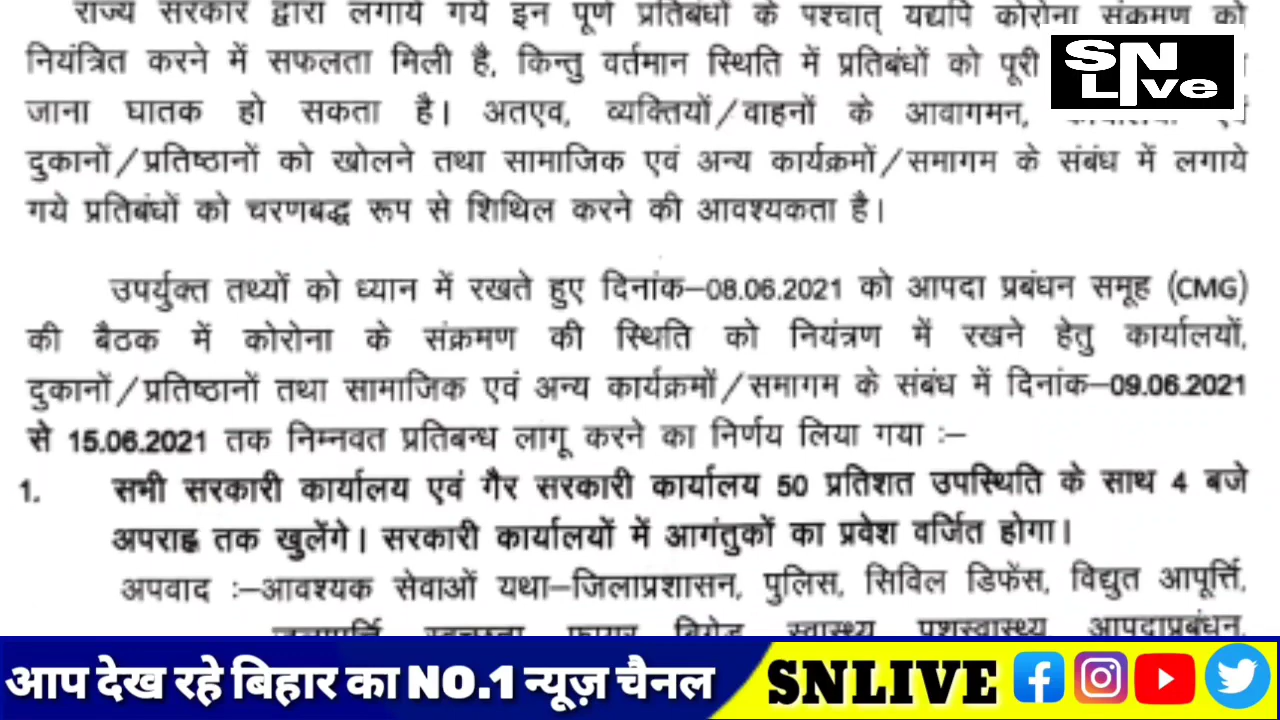 राज्य सरकार द्वारा लगाये गये इन पूर्ण प्रतिबंधों के पश्चात् यद्यपि कोरोना संक्रमण को
नियंत्रित करने में सफलता मिली है, किन्तु वर्तमान स्थिति में प्रतिबंधों को पूरी
जाना घातक हो सकता है। अतएव, व्यक्तियों/वाहनों के आवागमन,
दुकानों/प्रतिष्ठानों को खोलने तथा सामाजिक एवं अन्य कार्यक्रमों/समागम के संबंध में लगाये
गये प्रतिबंधों को चरणबद्ध रूप से शिथिल करने की आवश्यकता है।
SN
Live
उपर्युक्त तथ्यों को ध्यान में रखते हुए दिनांक–08.06.2021 को आपदा प्रबंधन समूह (CMG)
की बैठक में कोरोना के संक्रमण की स्थिति को नियंत्रण में रखने हेतु कार्यालयों,
दुकानों/प्रतिष्ठानों तथा सामाजिक एवं अन्य कार्यक्रमों/समागम के संबंध में दिनांक–09.06.2021
से 15.06.2021 तक निम्नवत प्रतिबन्ध लागू करने का निर्णय लिया गया :–
1. सभी सरकारी कार्यालय एवं गैर सरकारी कार्यालय 50 प्रतिशत उपस्थिति के साथ 4 बजे
अपराह्न तक खुलेंगे। सरकारी कार्यालयों में आगंतुकों का प्रवेश वर्जित होगा।
अपवाद :–आवश्यक सेवाओं यथा–जिलाप्रशासन, पुलिस, सिविल डिफेंस, विद्युत आपूर्त्ति,
स्वास्थ्य, पशुस्वास्थ्य, आपदाप्रबंधन,
आप देख रहे बिहार का NO.1 न्यूज़ चैनल
SNLIVE